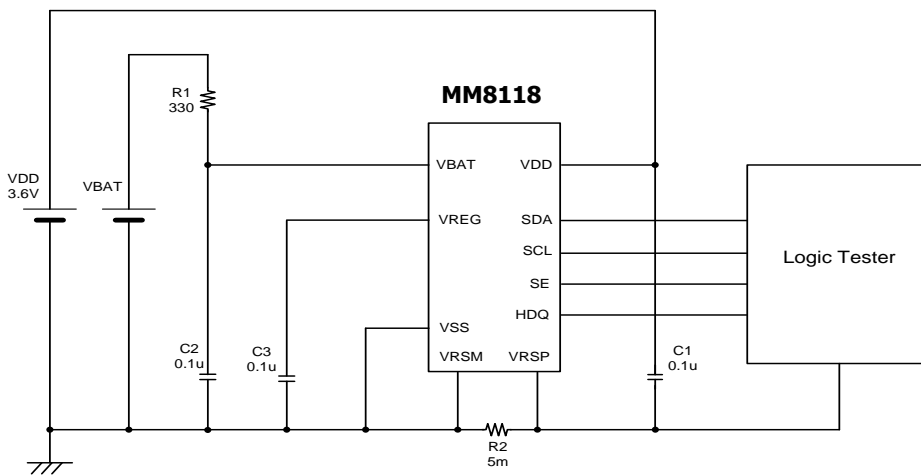 MM8118
R1
330
VDD
3.6V
VBAT
VBAT
VDD
VREG
SDA
SCL
SE
HDQ
VSS
VRSM
VRSP
Logic Tester
C2
0.1u
C3
0.1u
C1
0.1u
R2
5m